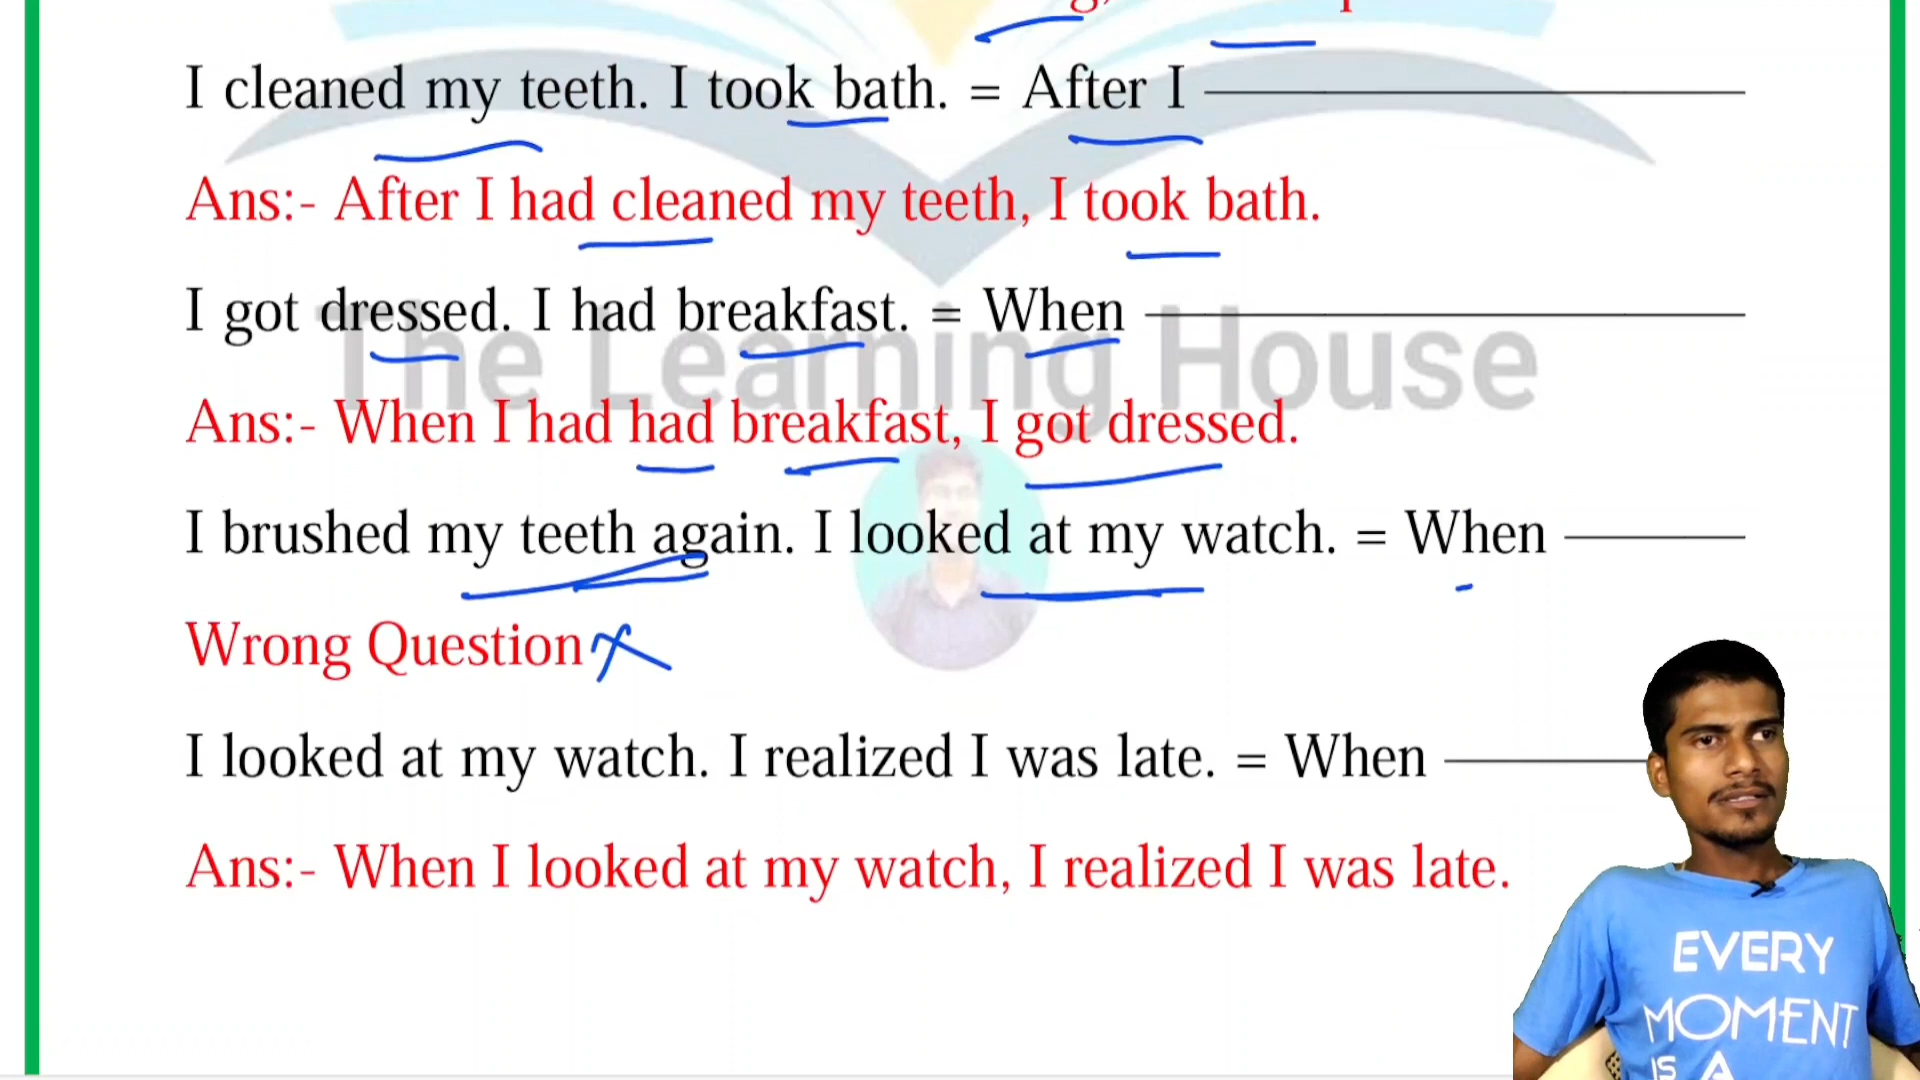 I cleaned my teeth. I took bath. = After I
Ans:- After I had cleaned my teeth, I took bath.
I got dressed. I had breakfast. = When
The Learning House
Ans:- When I had had breakfast, I got dressed.
I brushed my teeth again. I looked at my watch. = When
Wrong Question
I looked at my watch. I realized I was late. = When
Ans:- When I looked at my watch, I realized I was late.
EVERY
MOMENT
IS A